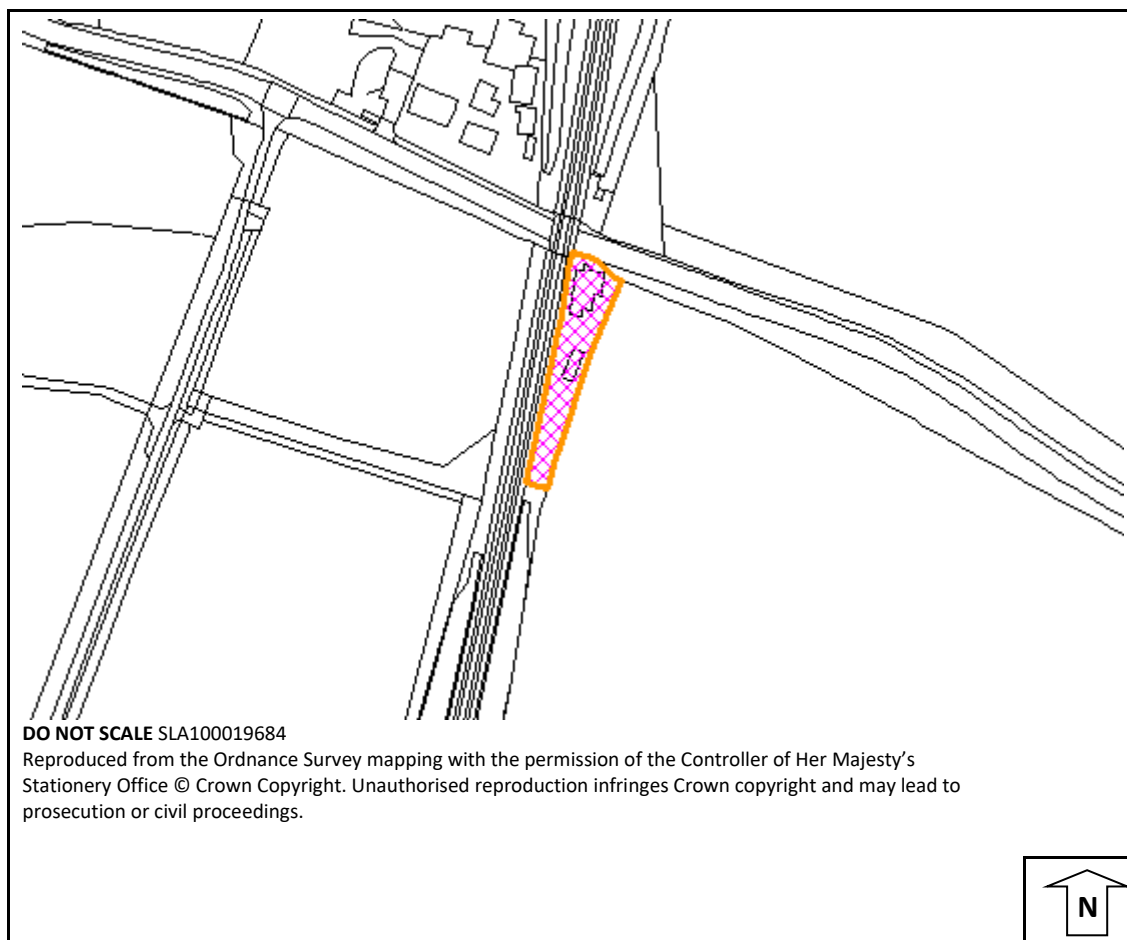 DO NOT SCALE SLA100019684
Reproduced from the Ordnance Survey mapping with the permission of the Controller of Her Majesty’s
Stationery Office © Crown Copyright. Unauthorised reproduction infringes Crown copyright and may lead to
prosecution or civil proceedings.
N